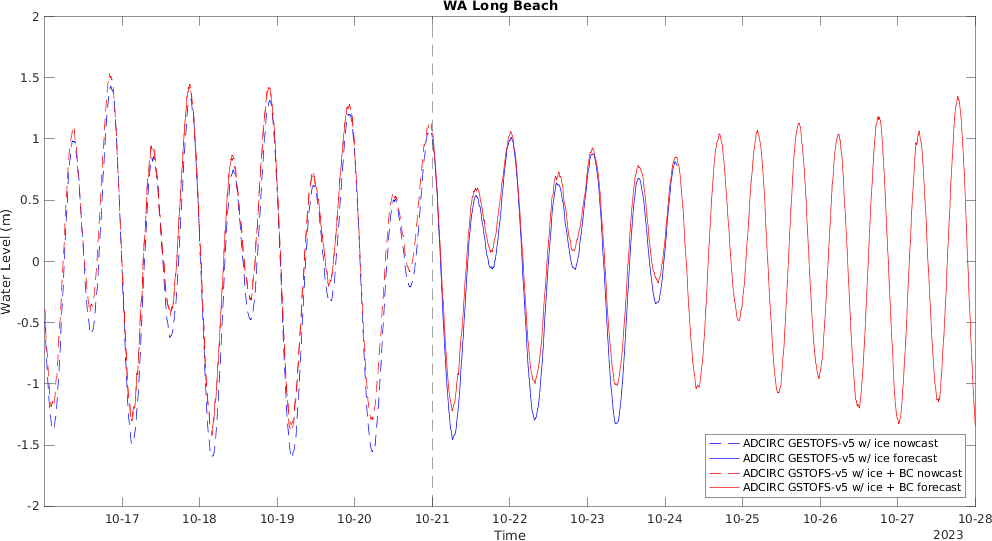 WA Long Beach
2
1.5
1
0.5
0
-0.5
-1
-1.5
-2
Water Level (m)
10-17 10-18 10-19 10-20 10-21 10-22 10-23 10-24 10-25 10-26 10-27 10-28
Time
2023
ADCIRC GESTOFS-v5 w/ ice nowcast
ADCIRC GESTOFS-v5 w/ ice forecast
ADCIRC GSTOFS-v5 w/ ice + BC nowcast
ADCIRC GSTOFS-v5 w/ ice + BC forecast